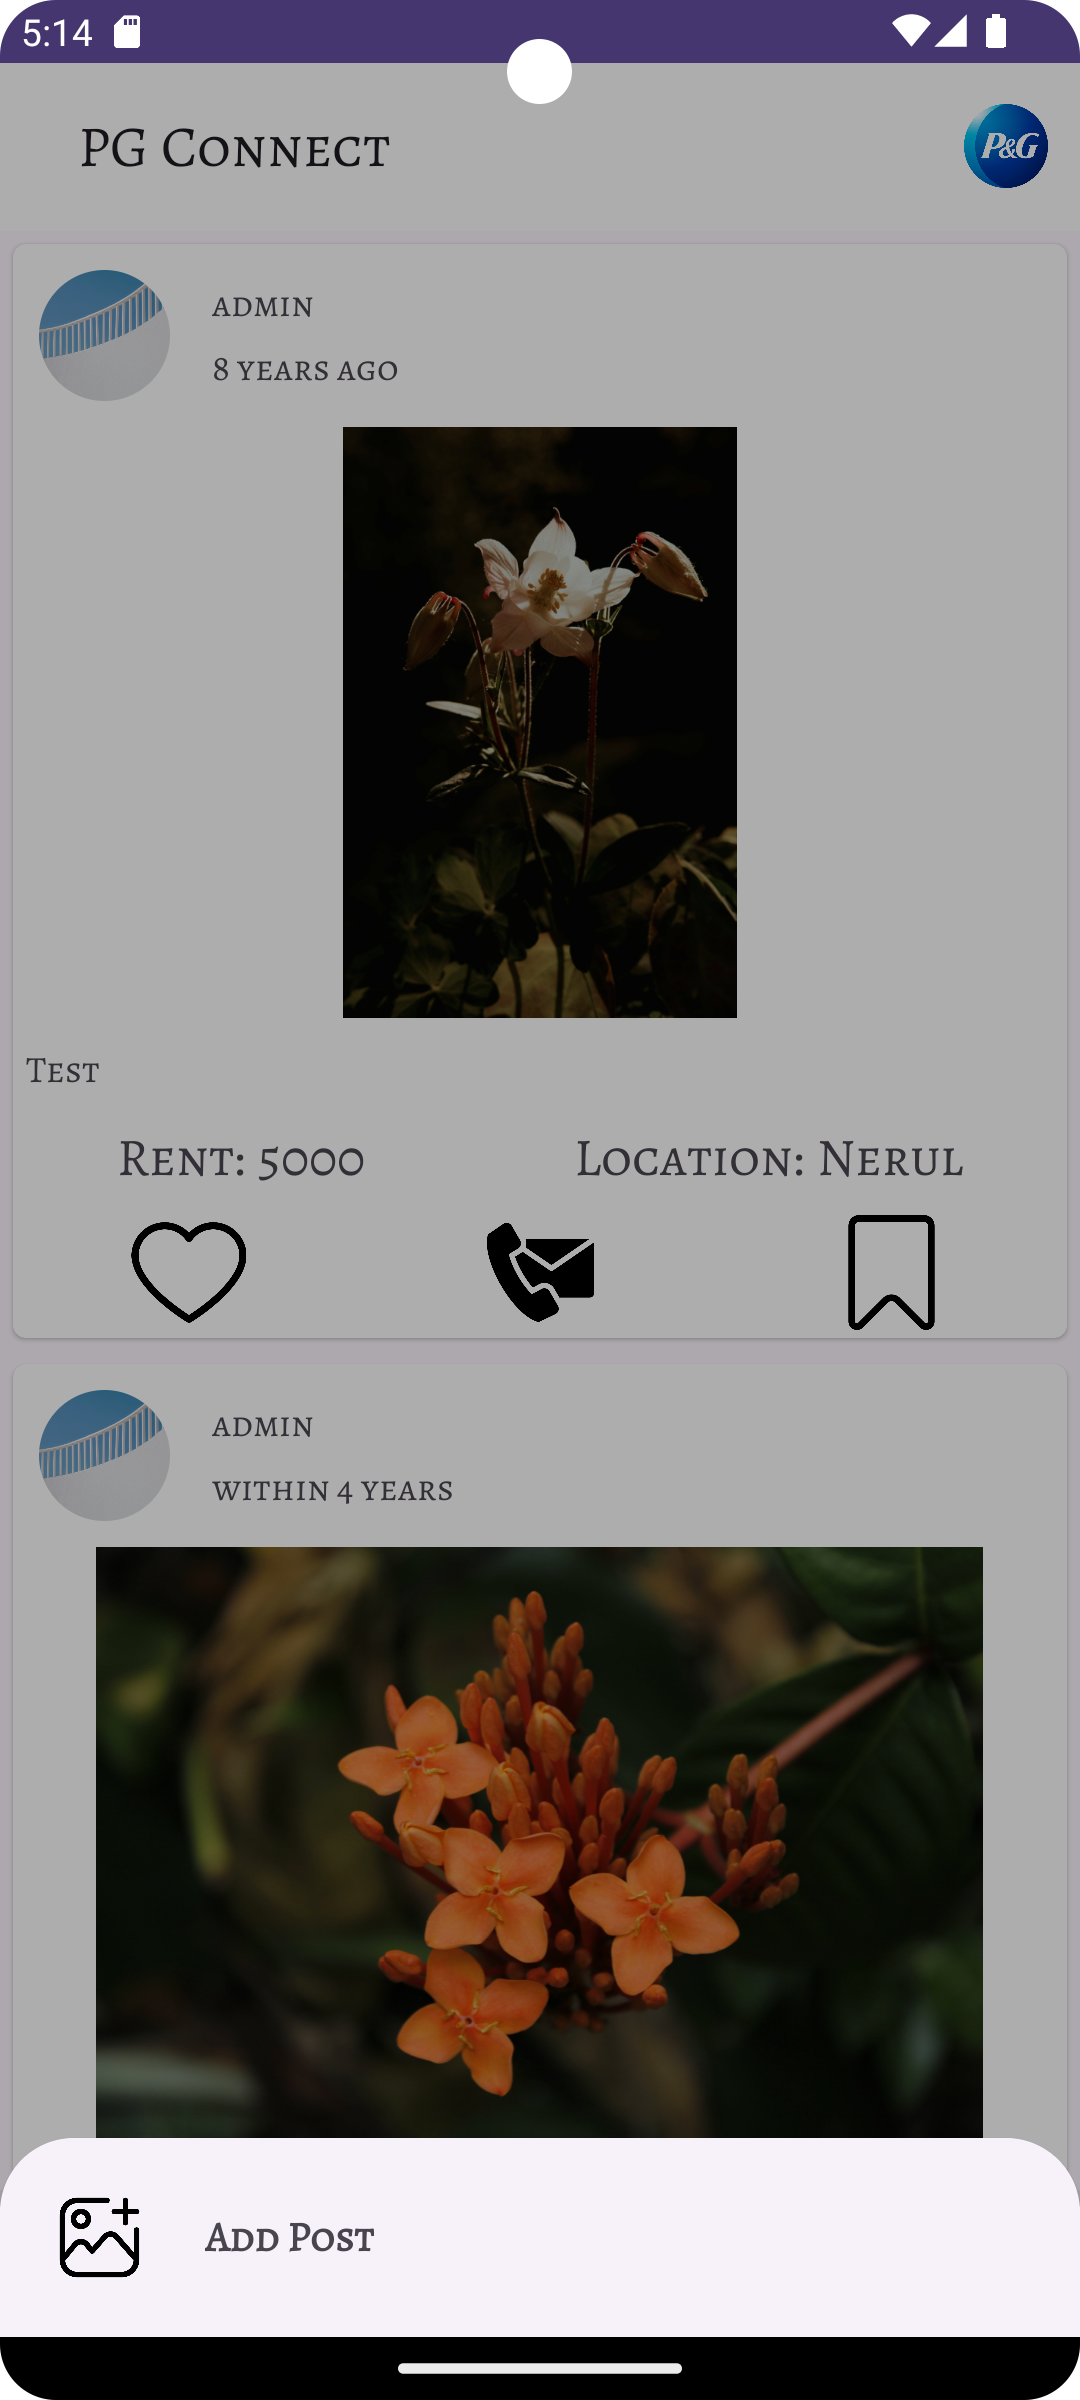 5:14
PG Connect
P&G
admin
8 years ago
Test
Rent: 5000
Location: Nerul
admin
within 4 years
Add Post